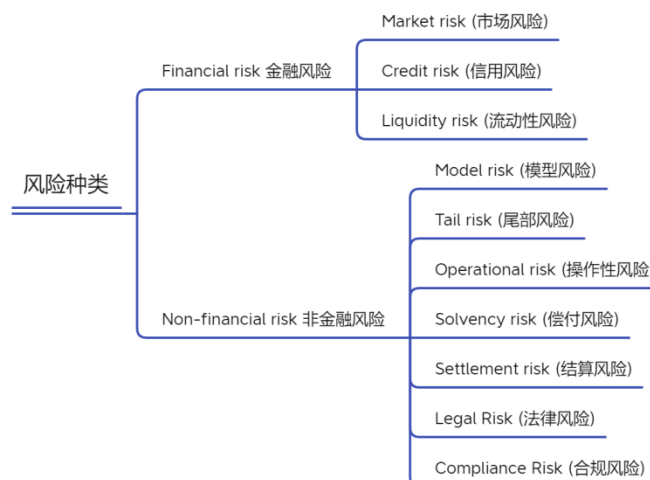 风险种类
Financial risk 金融风险
Market risk (市场风险)
Credit risk (信用风险)
Liquidity risk (流动性风险)
Non-financial risk 非金融风险
Model risk (模型风险)
Tail risk (尾部风险)
Operational risk (操作性风险
Solvency risk (偿付风险)
Settlement risk (结算风险)
Legal Risk (法律风险)
Compliance Risk (合规风险)